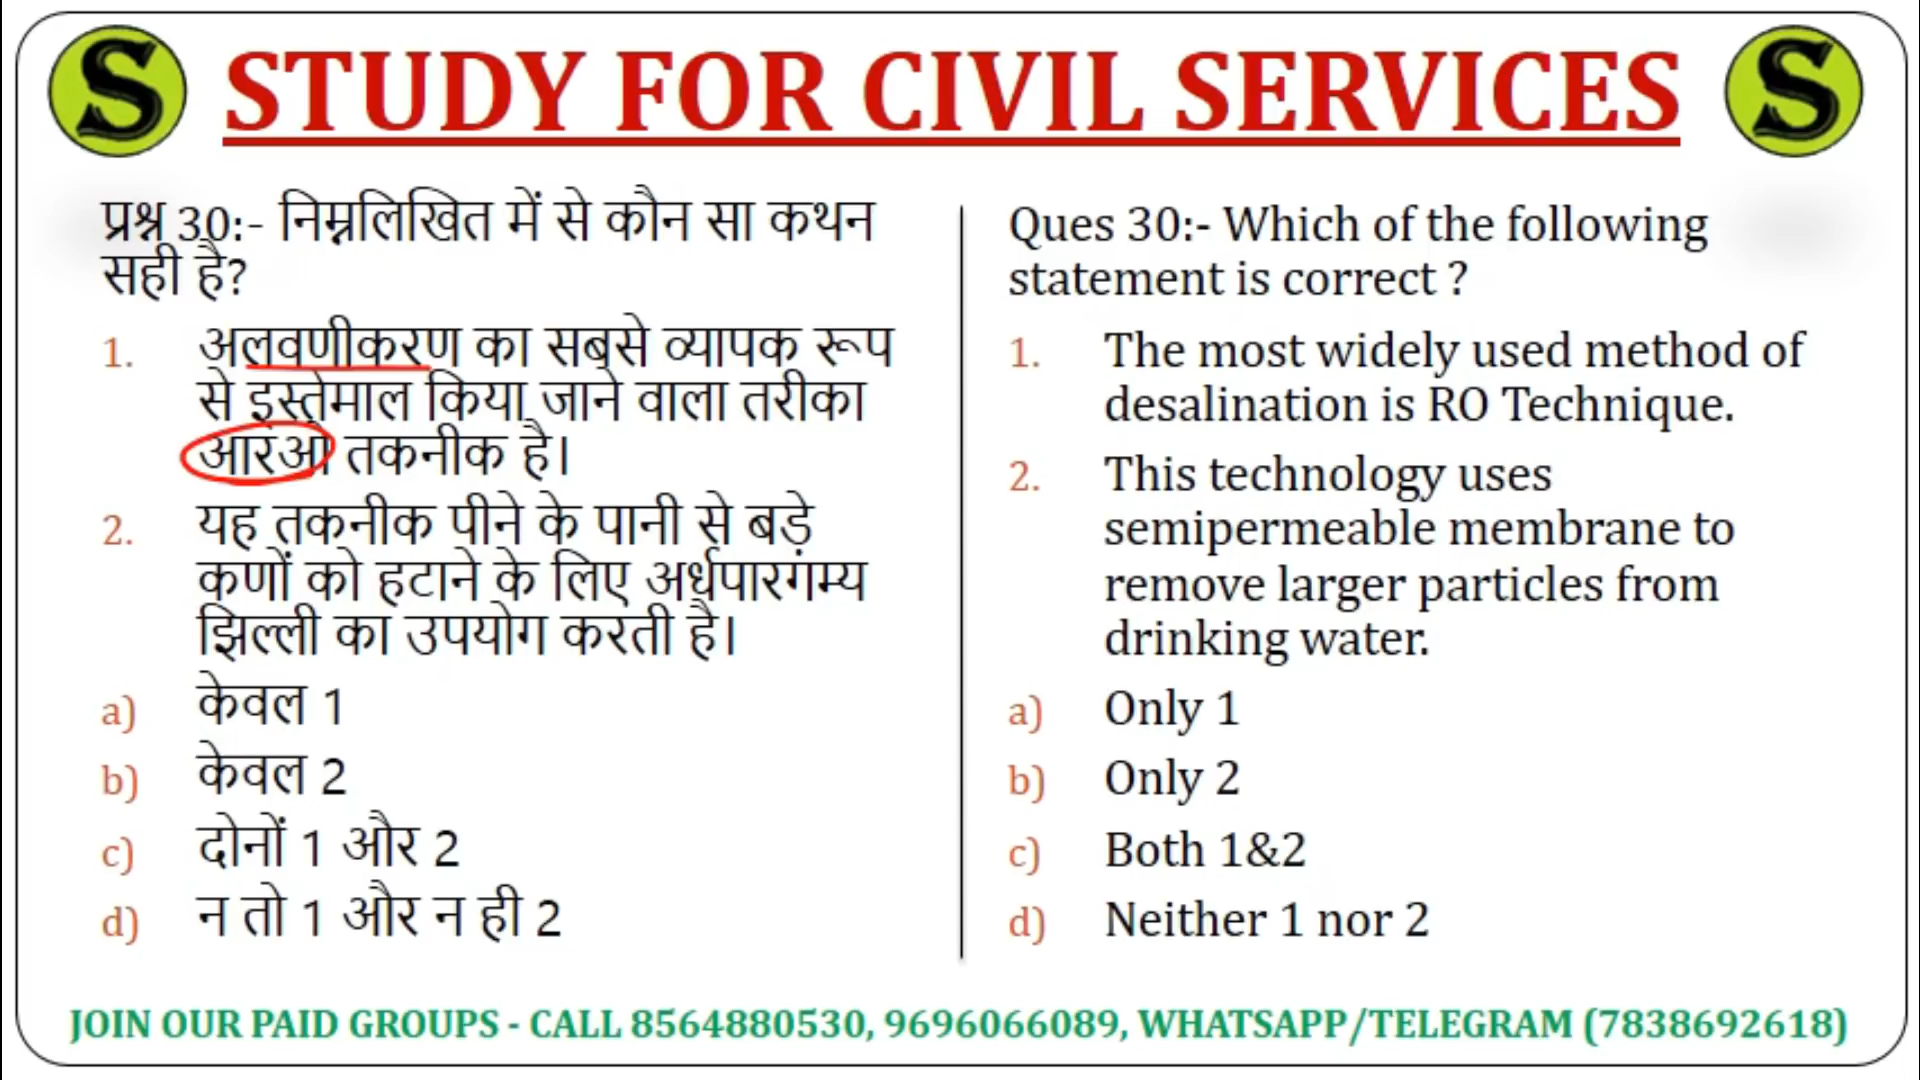 S STUDY FOR CIVIL SERVICES S
प्रश्न 30:- निम्नलिखित में से कौन सा कथन
सही है?
1. अलवणीकरण का सबसे व्यापक रूप
से इस्तेमाल किया जाने वाला तरीका
आरओ तकनीक है।
2. यह तकनीक पीने के पानी से बड़े
कणों को हटाने के लिए अर्धपारगम्य
झिल्ली का उपयोग करती है।
a) केवल 1
b) केवल 2
c) दोनों 1 और 2
d) न तो 1 और न ही 2
Ques 30:- Which of the following
statement is correct ?
1. The most widely used method of
desalination is RO Technique.
2. This technology uses
semipermeable membrane to
remove larger particles from
drinking water.
a) Only 1
b) Only 2
c) Both 1&2
d) Neither 1 nor 2
JOIN OUR PAID GROUPS - CALL 8564880530, 9696066089, WHATSAPP/TELEGRAM (7838692618)